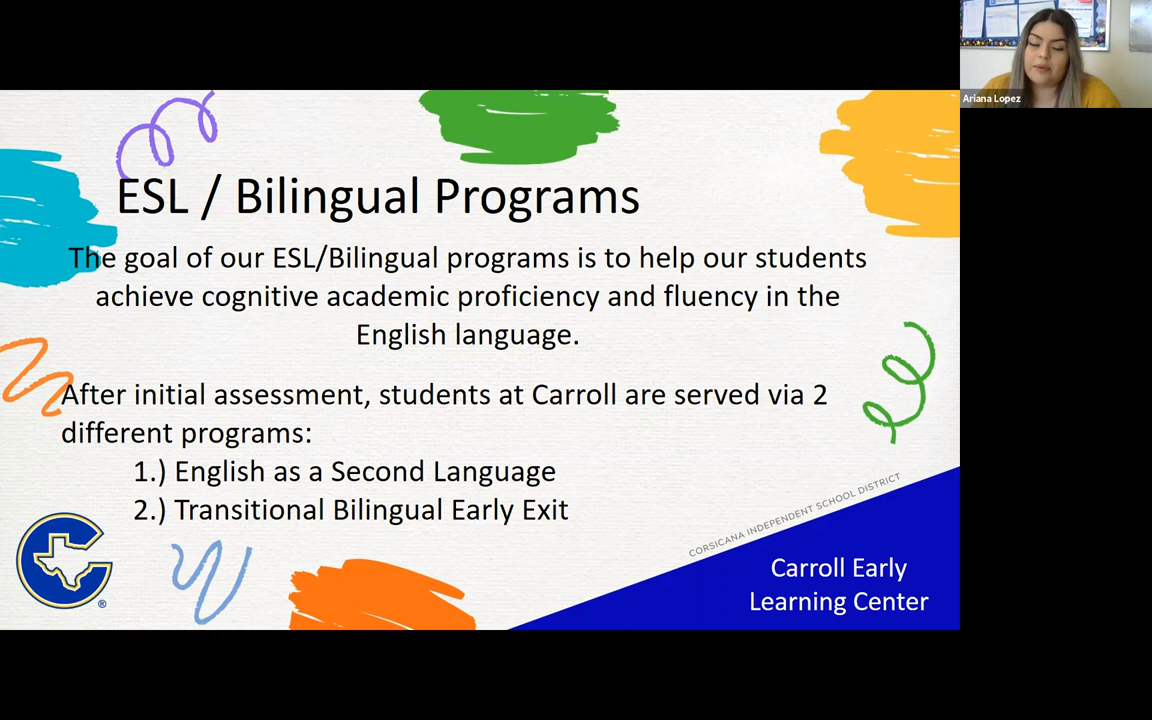 Ariana Lopez
ESL / Bilingual Programs
The goal of our ESL/Bilingual programs is to help our students
achieve cognitive academic proficiency and fluency in the
English language.
After initial assessment, students at Carroll are served via 2
different programs:
1.) English as a Second Language
2.) Transitional Bilingual Early Exit
CORSICANA INDEPENDENT SCHOOL DISTRICT
Carroll Early
Learning Center
®